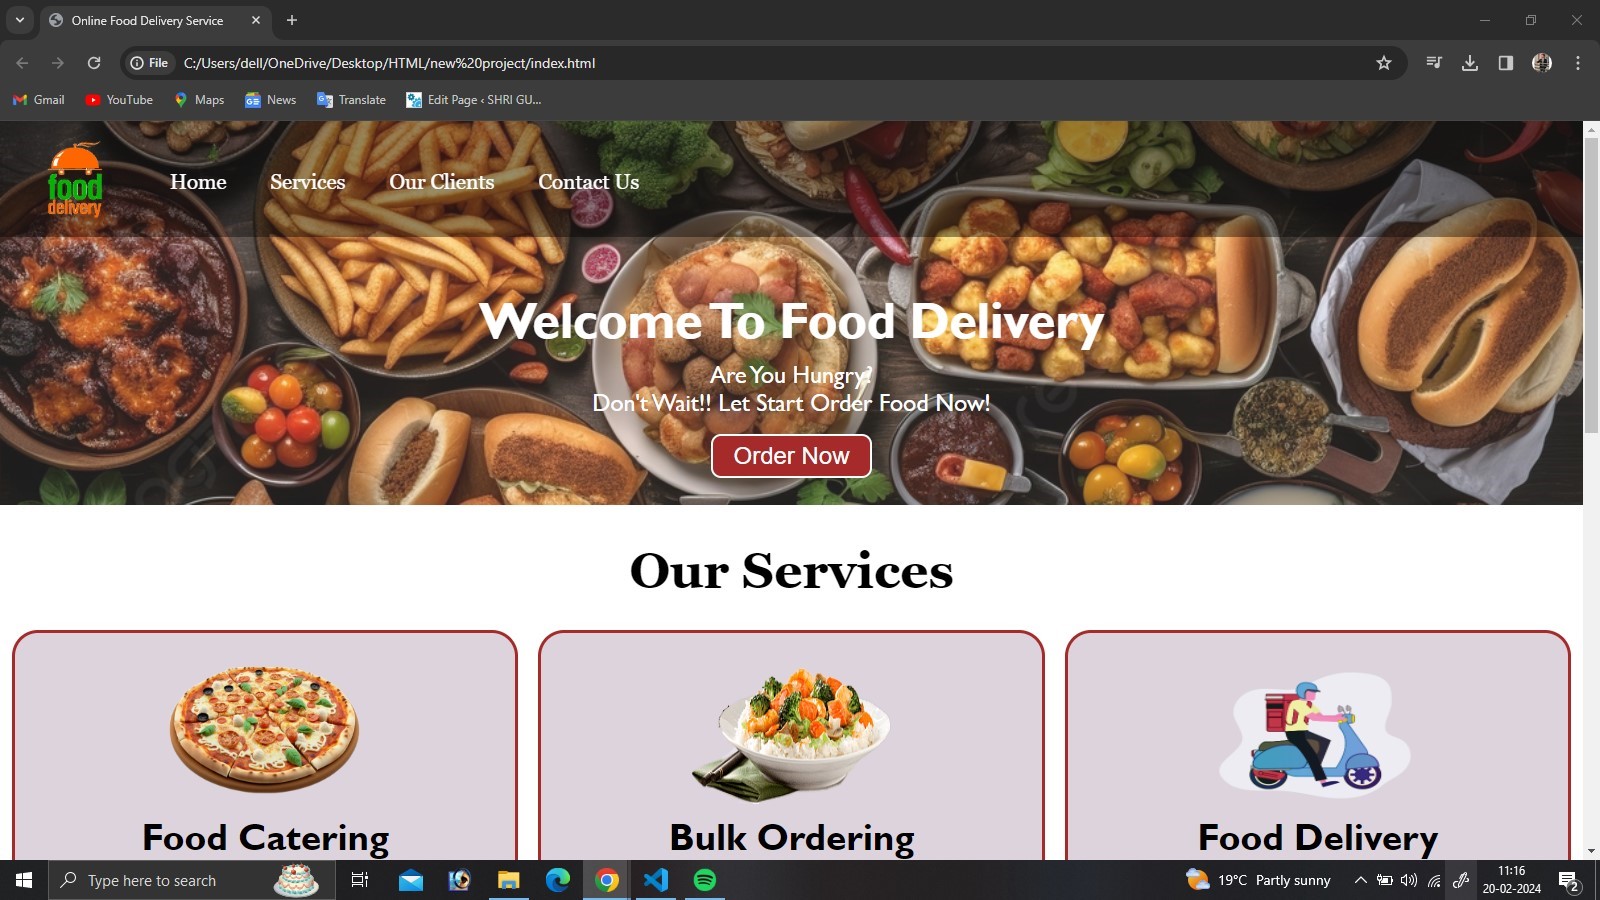 Online Food Delivery Service
File
C:/Users/dell/OneDrive/Desktop/HTML/new%20project/index.html
Gmail
YouTube
Maps
News
Translate
Edit Page ‹ SHRI GU...
food
delivery
Home
Services
Our Clients
Contact Us
Welcome To Food Delivery
Are You Hungry?
Don't Wait!! Let Start Order Food Now!
Order Now
Our Services
Food Catering
Bulk Ordering
Food Delivery
Type here to search
19°C Partly sunny
11:16
20-02-2024
2